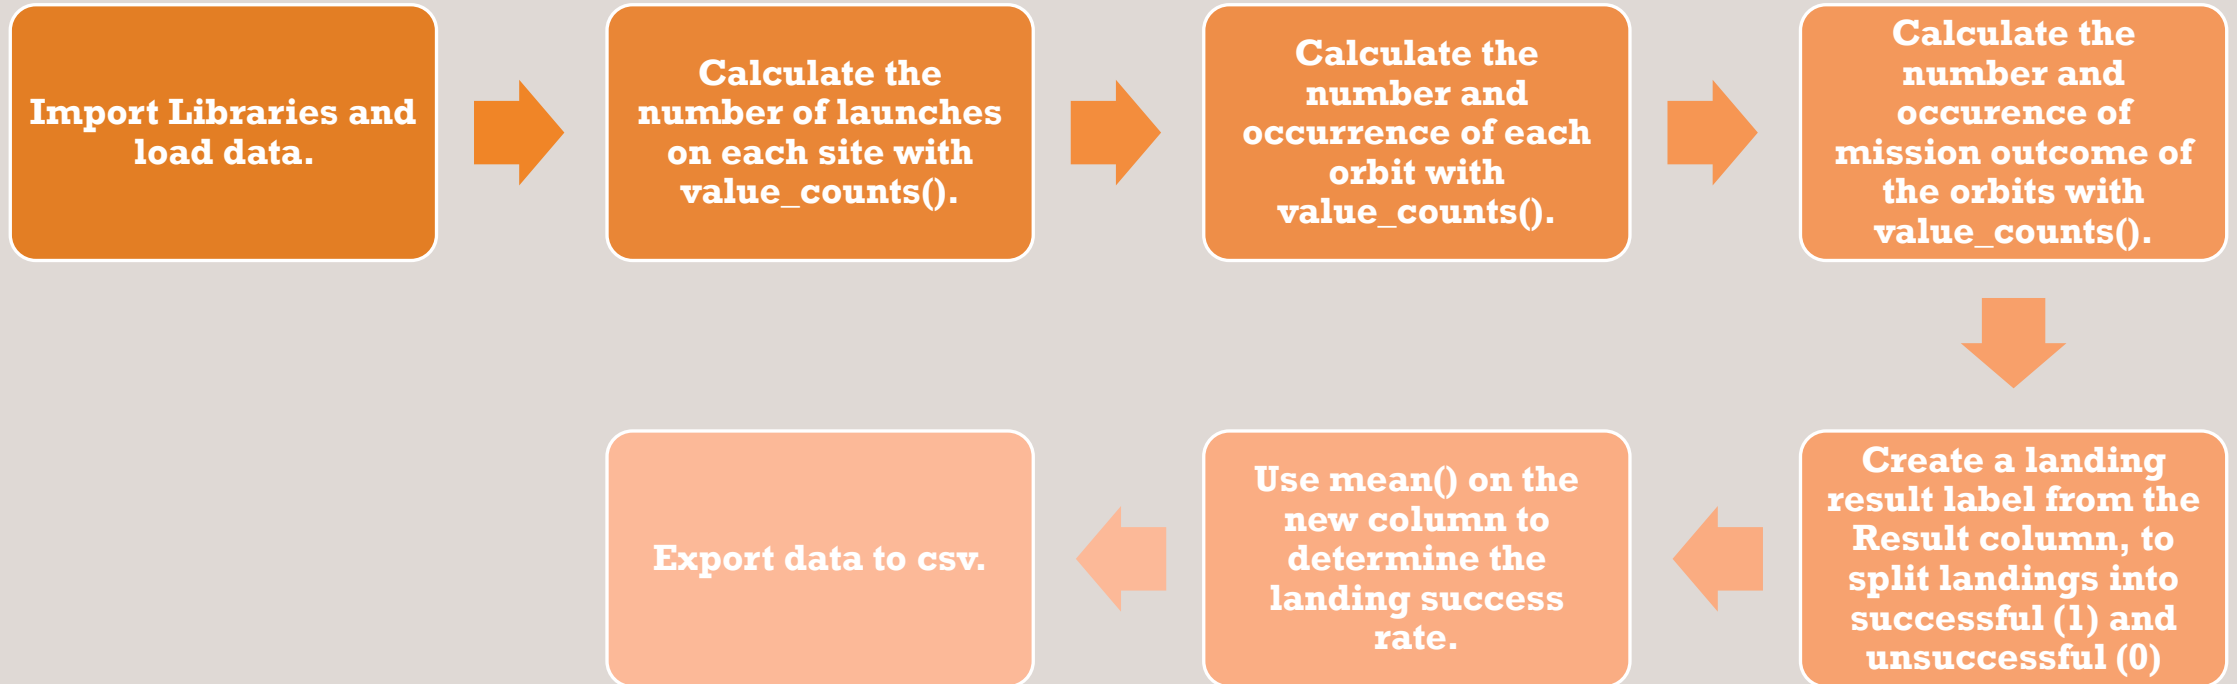 Import Libraries and
load data.
Calculate the
number of launches
on each site with
value_counts().
Calculate the
number and
occurrence of each
orbit with
value_counts().
Calculate the
number and
occurence of
mission outcome of
the orbits with
value_counts().
Create a landing
result label from the
Result column, to
split landings into
successful (1) and
unsuccessful (0)
Use mean() on the
new column to
determine the
landing success
rate.
Export data to csv.